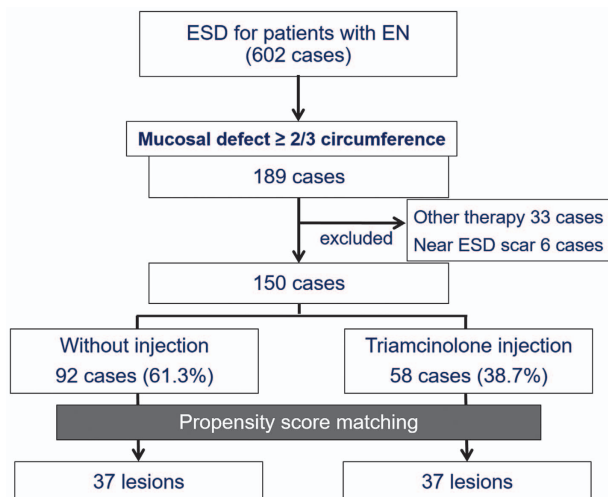 ESD for patients with EN
(602 cases)
Mucosal defect ≥ 2/3 circumference
189 cases
excluded
Other therapy 33 cases
Near ESD scar 6 cases
150 cases
Without injection
92 cases (61.3%)
Triamcinolone injection
58 cases (38.7%)
Propensity score matching
37 lesions
37 lesions